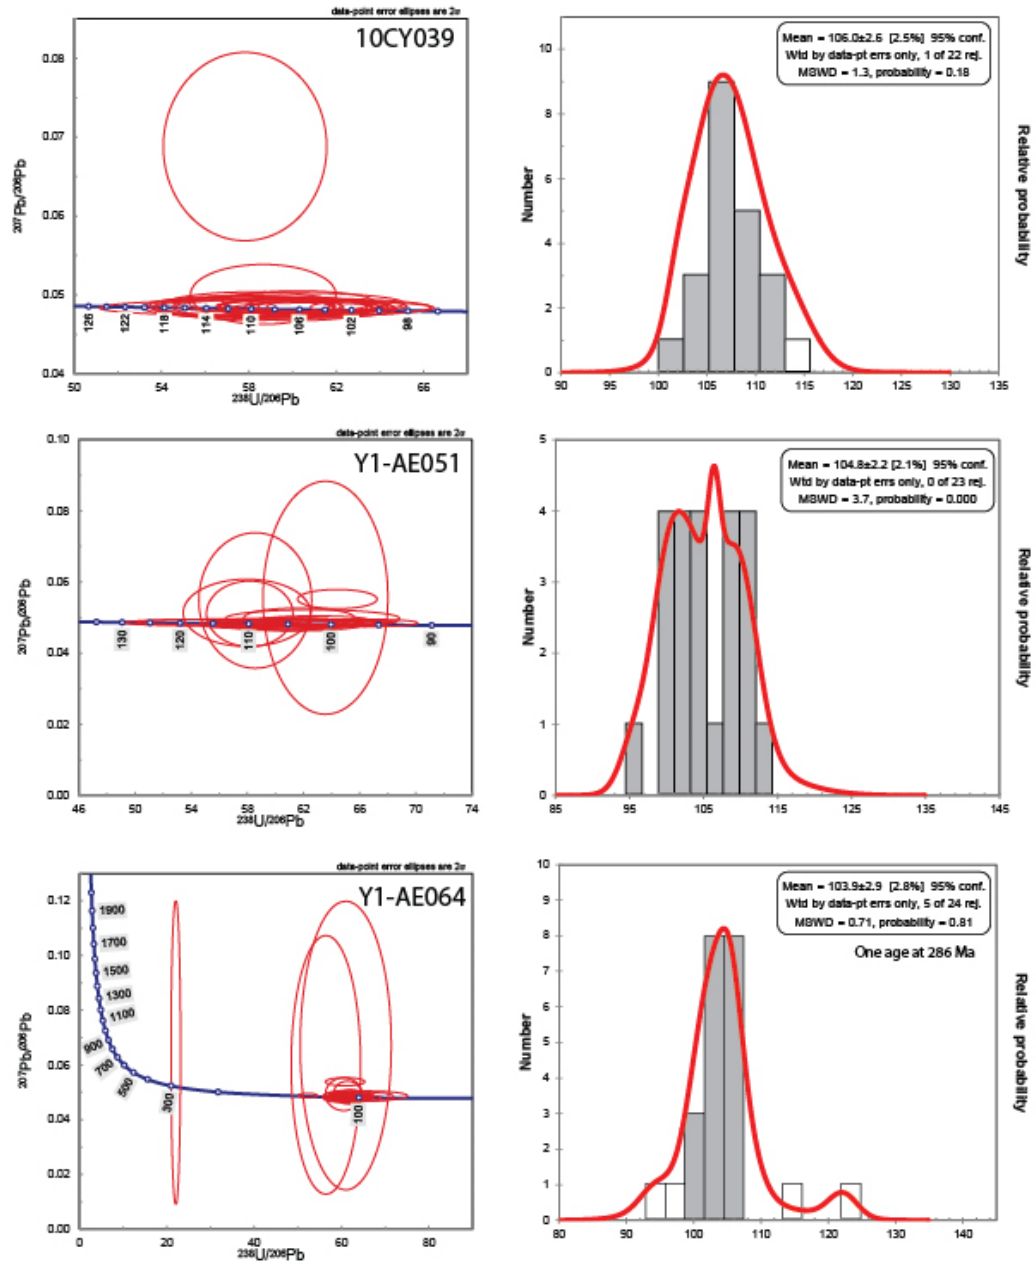 data-point error ellipses are 2σ
10CY039
0.08
0.07
0.06
0.05
0.04
207Pb/206Pb
126 122 118 114 110 106 102 98
50 54 58 62 66
238U/206Pb
Mean = 106.0±2.6 [2.5%] 95% conf.
Wtd by data-pt errs only, 1 of 22 rej.
MSWD = 1.3, probability = 0.18
10
8
6
4
2
0
Number
Relative probability
90 95 100 105 110 115 120 125 130 135
data-point error ellipses are 2σ
Y1-AE051
0.10
0.08
0.06
0.04
0.02
0.00
207Pb/206Pb
130 120 110 100 90
46 50 54 58 62 66 70 74
238U/206Pb
Mean = 104.8±2.2 [2.1%] 95% conf.
Wtd by data-pt errs only, 0 of 23 rej.
MSWD = 3.7, probability = 0.000
5
4
3
2
1
0
Number
Relative probability
85 95 105 115 125 135 145
data-point error ellipses are 2σ
Y1-AE064
0.12
0.10
0.08
0.06
0.04
0.02
0.00
207Pb/206Pb
1900
1700
1500
1300
1100
900
700
500
300
100
0 20 40 60 80
238U/206Pb
Mean = 103.9±2.9 [2.8%] 95% conf.
Wtd by data-pt errs only, 5 of 24 rej.
MSWD = 0.71, probability = 0.81
One age at 286 Ma
10
9
8
7
6
5
4
3
2
1
0
Number
Relative probability
80 90 100 110 120 130 140